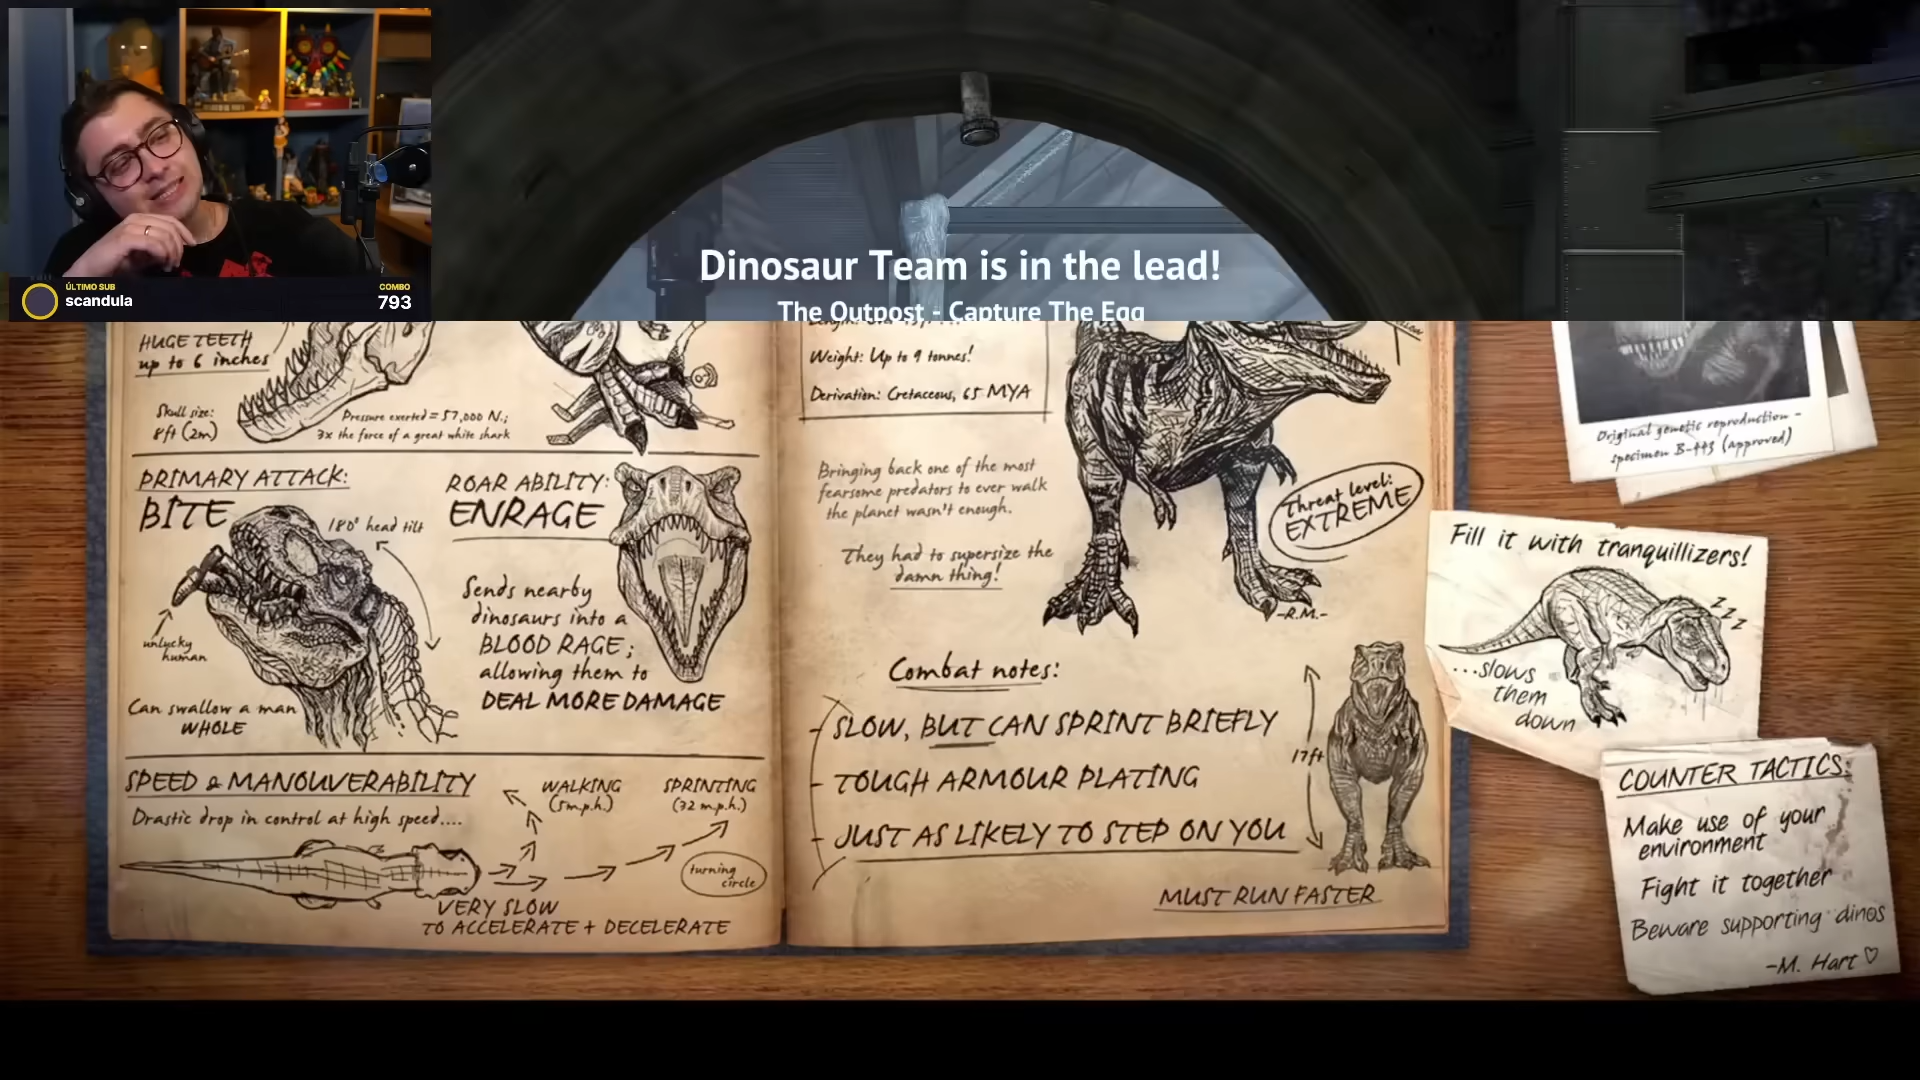 ÚLTIMO SUB
scandula
COMBO
793
Dinosaur Team is in the lead!
The Outpost - Capture The Egg
HUGE TEETH
up to 6 inches
Skull size:
8ft (2m)
Pressure exerted = 57,000 N.;
3x the force of a great white shark
PRIMARY ATTACK:
BITE
180° head tilt
unlucky
human
Can swallow a man
WHOLE
ROAR ABILITY:
ENRAGE
Sends nearby
dinosaurs into a
BLOOD RAGE;
allowing them to
DEAL MORE DAMAGE
SPEED & MANOUVERABILITY
Drastic drop in control at high speed....
WALKING
(5m.p.h.)
SPRINTING
(32 m.p.h.)
turning
circle
VERY SLOW
TO ACCELERATE + DECELERATE
Weight: Up to 9 tonnes!
Derivation: Cretaceous, 65 MYA
Bringing back one of the most
fearsome predators to ever walk
the planet wasn't enough.
They had to supersize the
damn thing!
Threat level:
EXTREME
-R.M.-
Combat notes:
- SLOW, BUT CAN SPRINT BRIEFLY
- TOUGH ARMOUR PLATING
- JUST AS LIKELY TO STEP ON YOU
17ft
MUST RUN FASTER
Original genetic reproduction -
specimen B-443 (approved)
Fill it with tranquillizers!
z z z z
...slows
them
down
COUNTER TACTICS:
Make use of your
environment
Fight it together
Beware supporting dinos
-M. Hart ♡